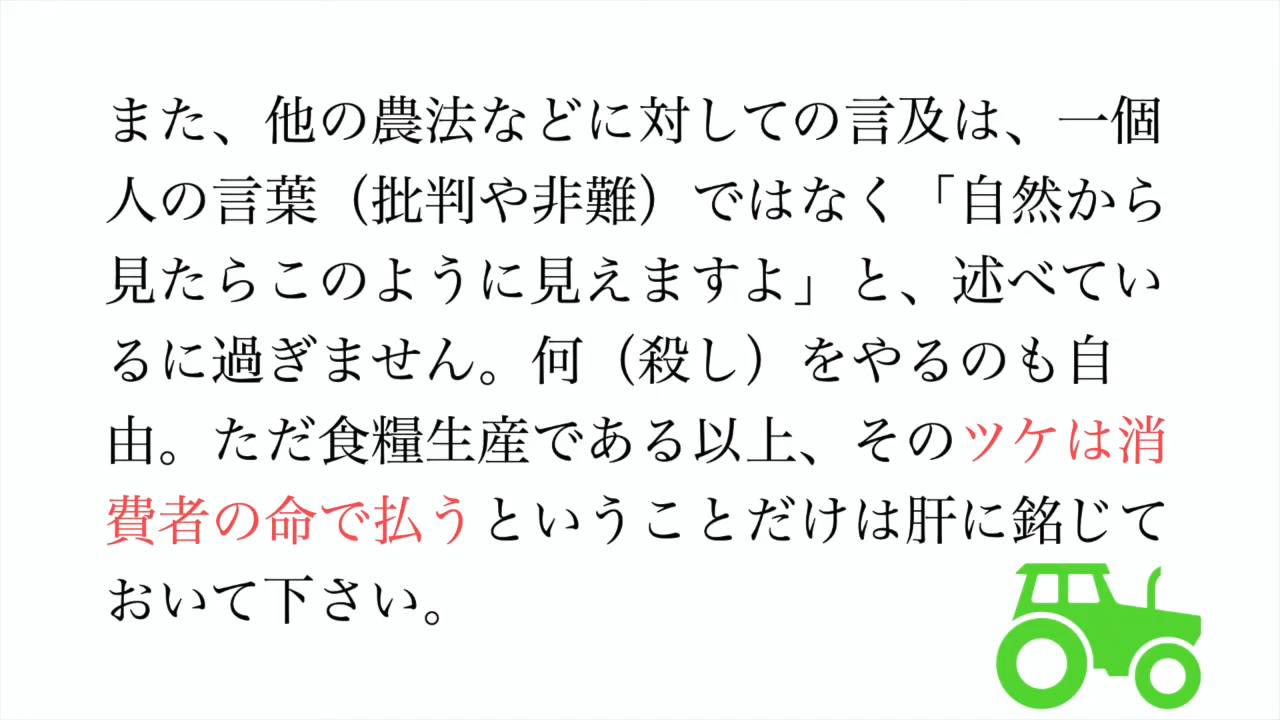 また、他の農法などに対しての言及は、一個
人の言葉（批判や非難）ではなく「自然から
見たらこのように見えますよ」と、述べてい
るに過ぎません。何（殺し）をやるのも自
由。ただ食糧生産である以上、そのツケは消
費者の命で払うということだけは肝に銘じて
おいて下さい。